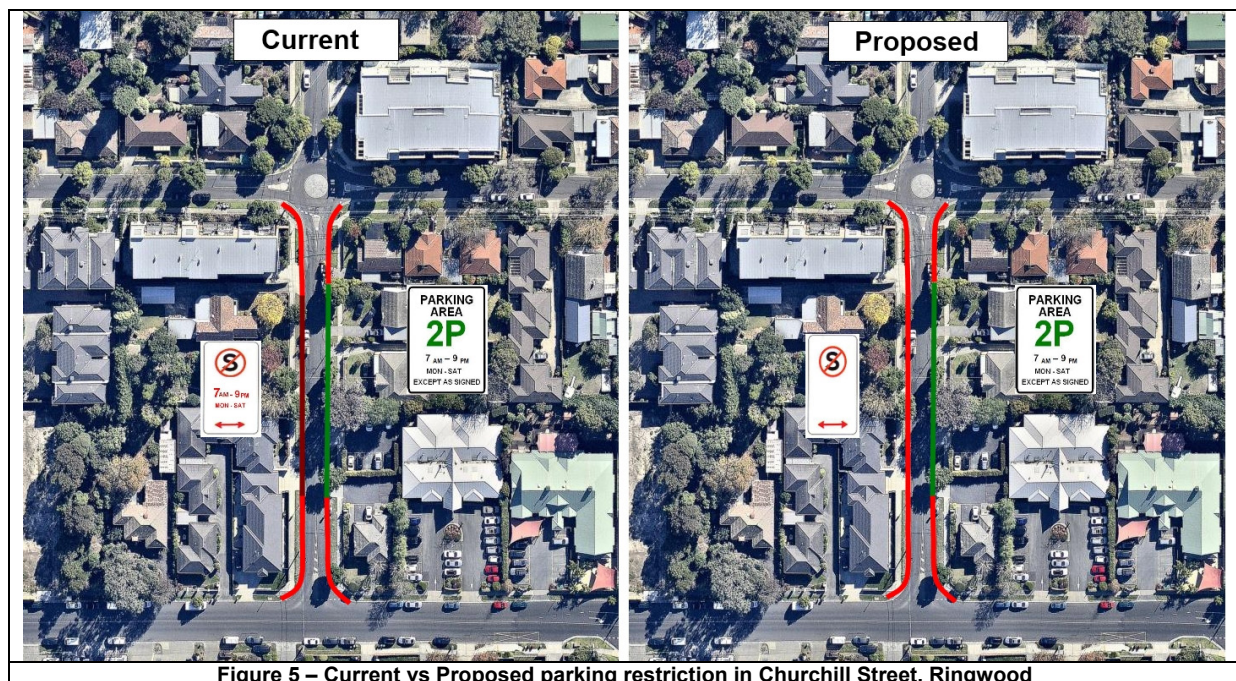 Current
Proposed
PARKING
AREA
2P
7 AM – 9 PM
MON - SAT
EXCEPT AS SIGNED
S
7AM - 9PM
MON - SAT
PARKING
AREA
2P
7 AM – 9 PM
MON - SAT
EXCEPT AS SIGNED
S
Figure 5 – Current vs Proposed parking restriction in Churchill Street, Ringwood